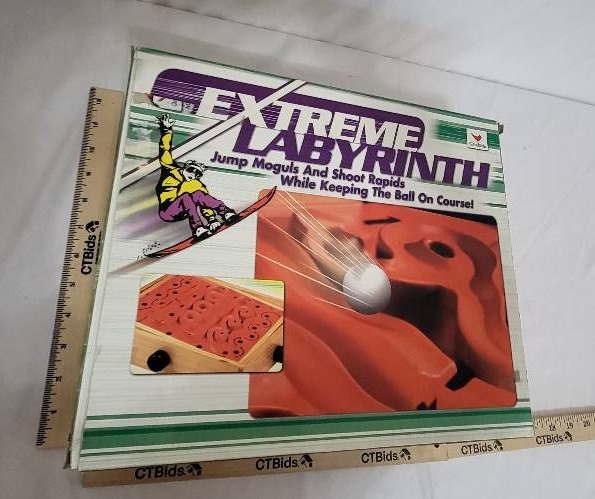 EXTREME
LABYRINTH
Jump Moguls And Shoot Rapids
While Keeping The Ball On Course!
CTBids
CTBids
CTBids
CTBids
CTBids
CTBids